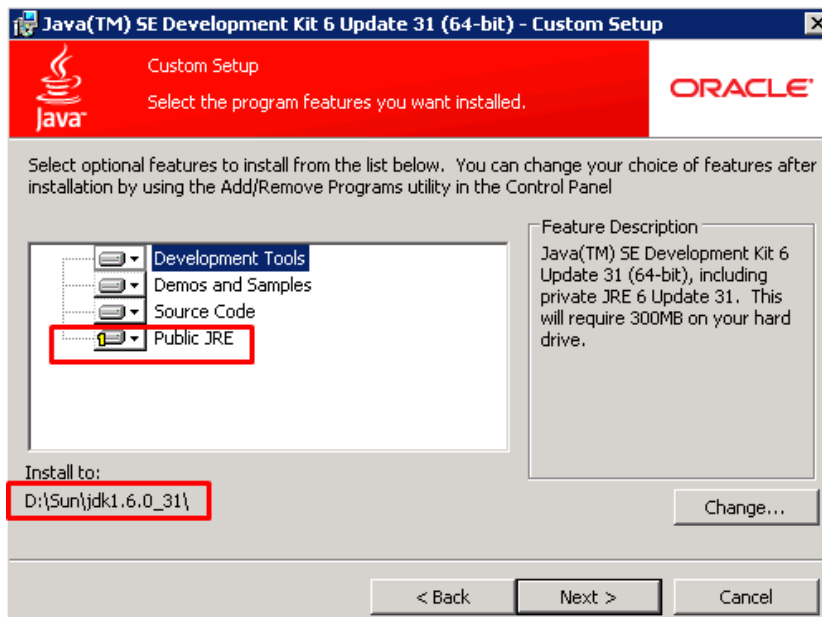 Java(TM) SE Development Kit 6 Update 31 (64-bit) - Custom Setup
Custom Setup
Select the program features you want installed.
Java™
ORACLE®
Select optional features to install from the list below. You can change your choice of features after
installation by using the Add/Remove Programs utility in the Control Panel
Development Tools
Demos and Samples
Source Code
Public JRE
Feature Description
Java(TM) SE Development Kit 6
Update 31 (64-bit), including
private JRE 6 Update 31. This
will require 300MB on your hard
drive.
Install to:
D:\Sun\jdk1.6.0_31\
Change...
< Back
Next >
Cancel